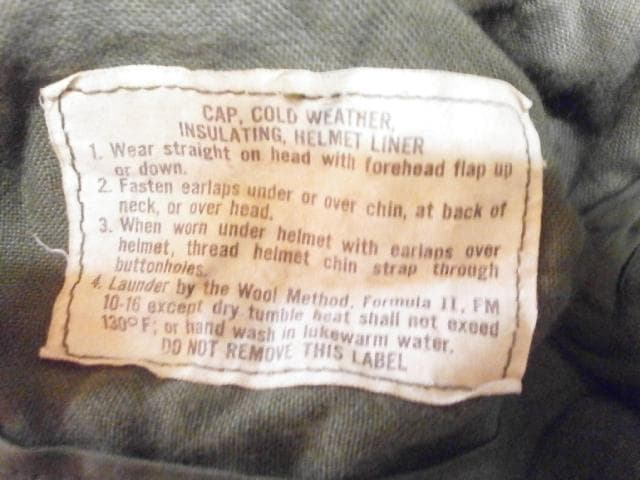 CAP, COLD WEATHER,
INSULATING, HELMET LINER
1. Wear straight on head with forehead flap up
or down.
2. Fasten earlaps under or over chin, at back of
neck, or over head.
3. When worn under helmet with earlaps over
helmet, thread helmet chin strap through
buttonholes.
4. Launder by the Wool Method, Formula II, FM
10-16 except dry tumble heat shall not exeed
130°F; or hand wash in lukewarm water.
DO NOT REMOVE THIS LABEL